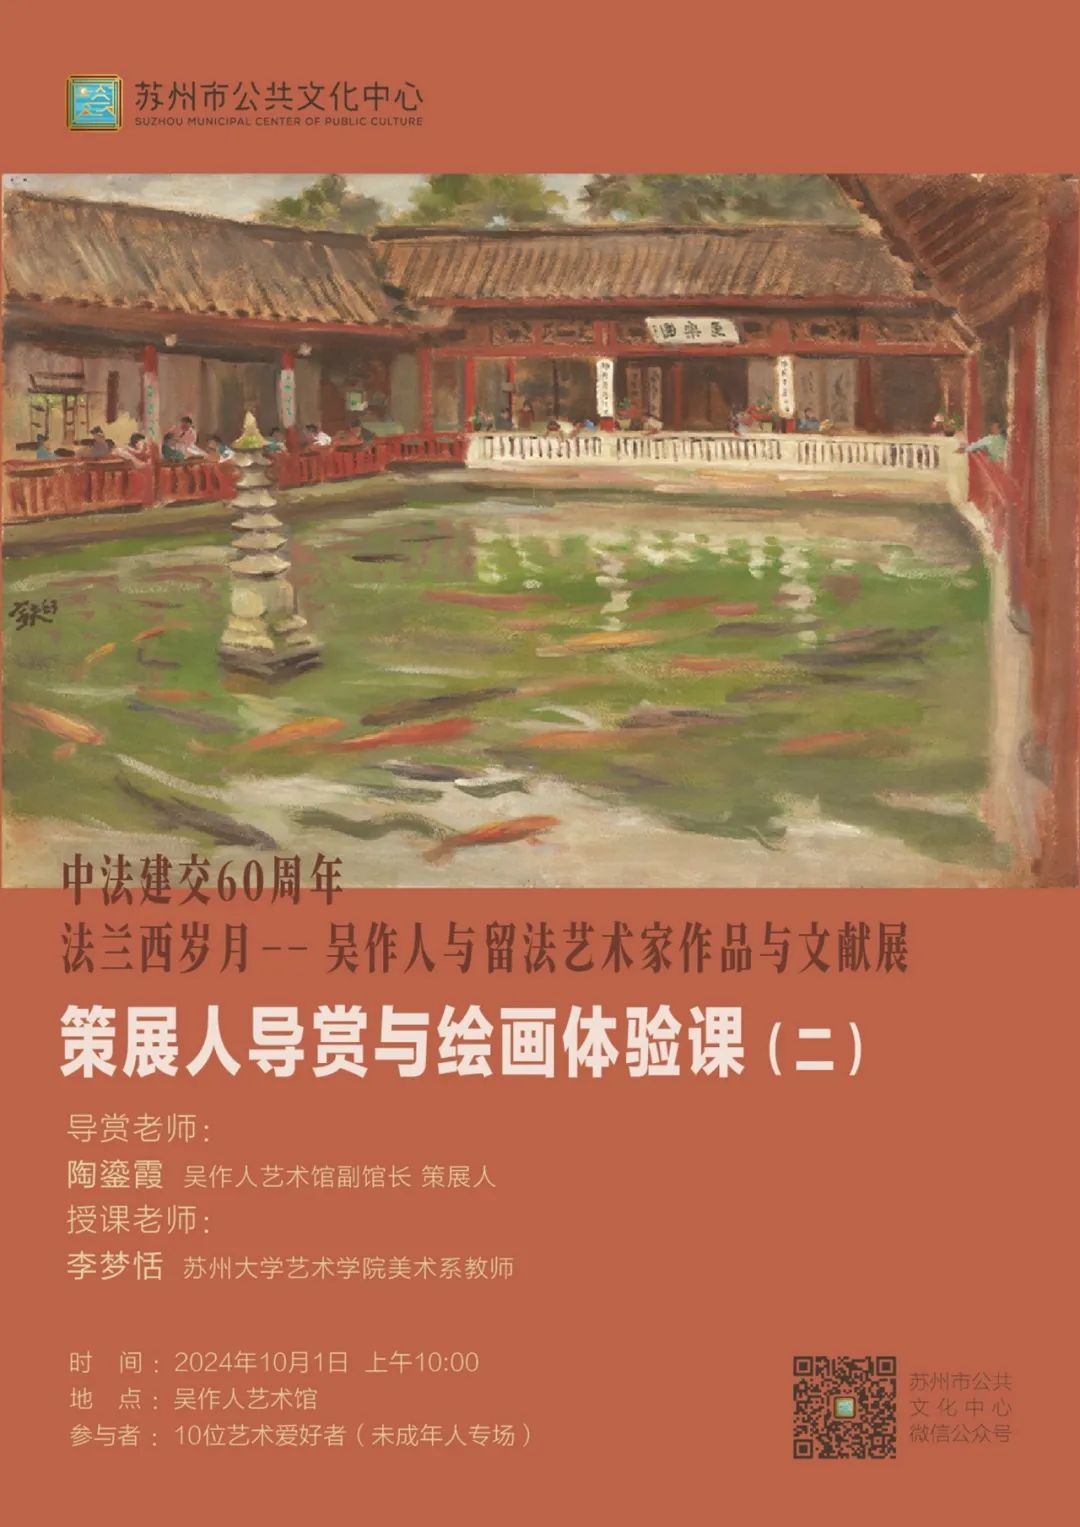 苏州市公共文化中心
SUZHOU MUNICIPAL CENTER OF PUBLIC CULTURE
中法建交60周年
法兰西岁月-- 吴作人与留法艺术家作品与文献展
策展人导赏与绘画体验课（二）
导赏老师：
陶鎏霞 吴作人艺术馆副馆长 策展人
授课老师：
李梦恬 苏州大学艺术学院美术系教师
时 间：2024年10月1日 上午10:00
地 点：吴作人艺术馆
参与者：10位艺术爱好者（未成年人专场）
苏州市公共
文化中心
微信公众号